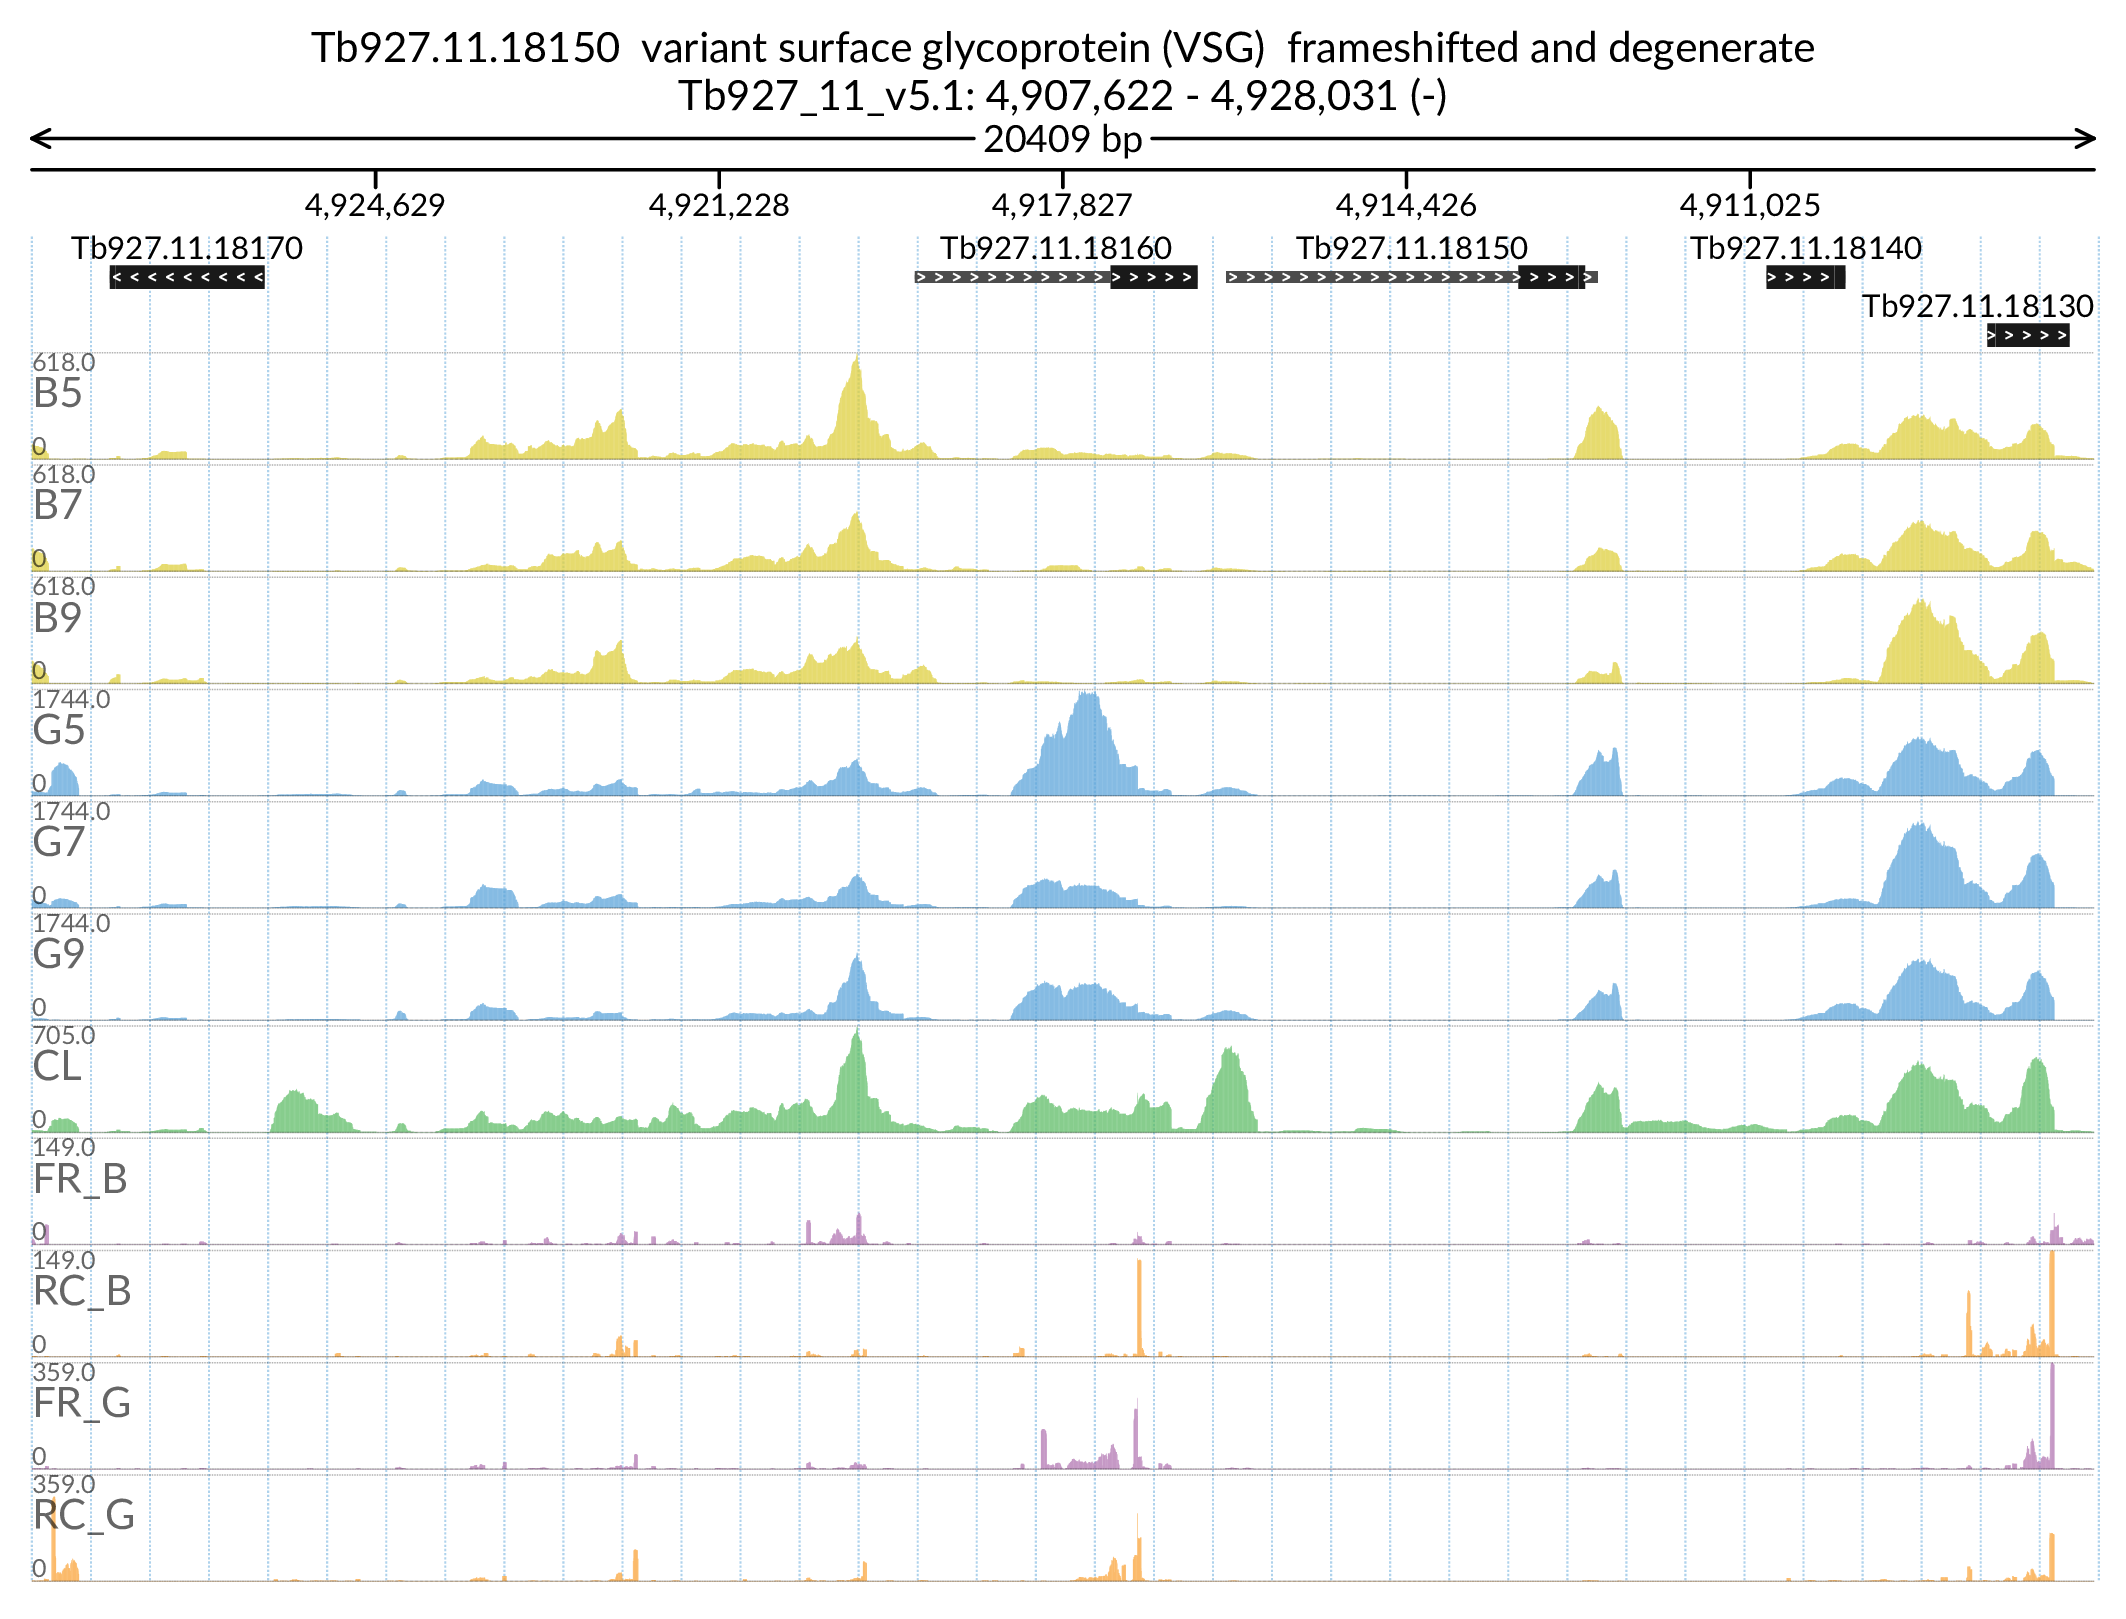 Tb927.11.18150  variant surface glycoprotein (VSG)  frameshifted and degenerate
Tb927_11_v5.1: 4,907,622 - 4,928,031 (-)
20409 bp
4,924,629 4,921,228 4,917,827 4,914,426 4,911,025
Tb927.11.18170 Tb927.11.18160 Tb927.11.18150 Tb927.11.18140
Tb927.11.18130
618.0
B5
0
618.0
B7
0
618.0
B9
0
1744.0
G5
0
1744.0
G7
0
1744.0
G9
0
705.0
CL
0
149.0
FR_B
0
149.0
RC_B
0
359.0
FR_G
0
359.0
RC_G
0